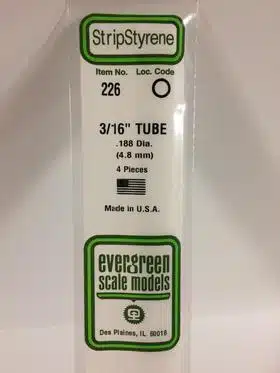 StripStyrene
Item No. Loc. Code
226
3/16" TUBE
.188 Dia.
(4.8 mm)
4 Pieces
Made in U.S.A.
evergreen
scale models
Des Plaines, IL 60018